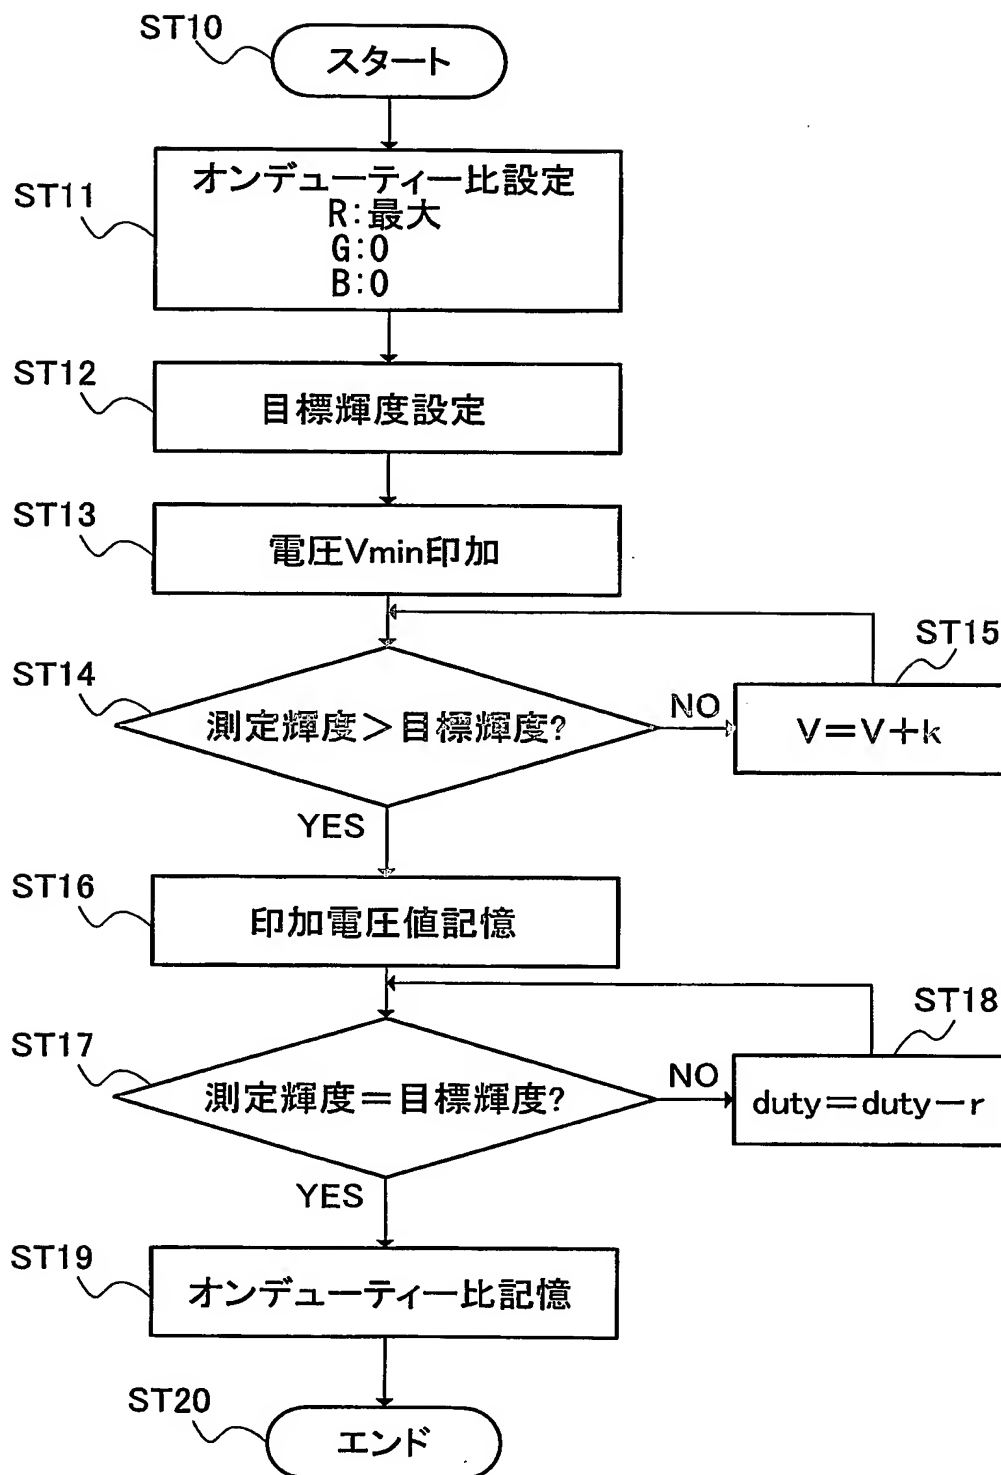 ST10
スタート
ST11
オンデューティー比設定
R:最大
G:0
B:0
ST12
目標輝度設定
ST13
電圧Vmin印加
ST14
測定輝度>目標輝度?
NO
ST15
V=V+k
YES
ST16
印加電圧値記憶
ST17
測定輝度=目標輝度?
NO
ST18
duty=duty-r
YES
ST19
オンデューティー比記憶
ST20
エンド